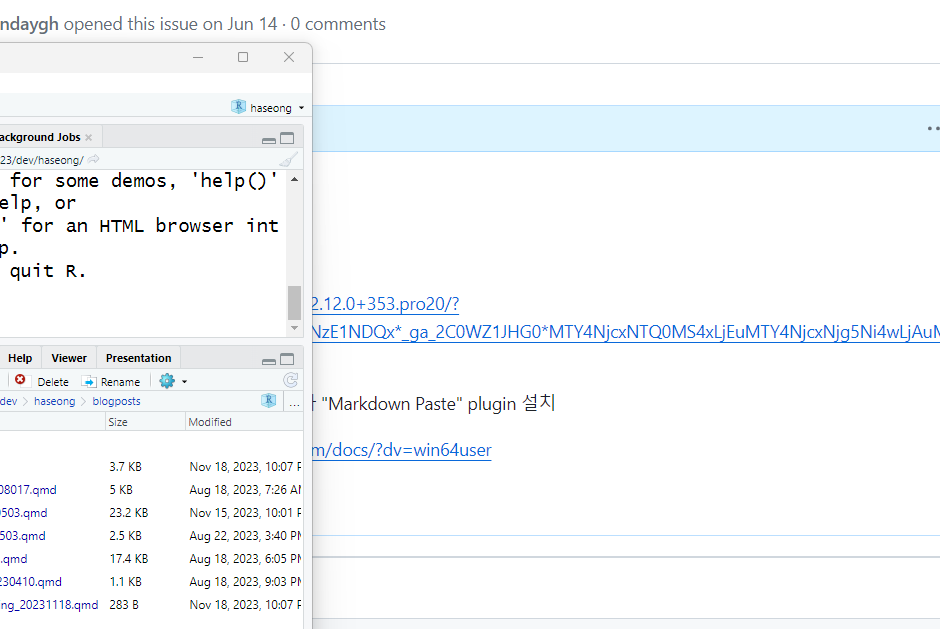 ndaygh opened this issue on Jun 14 · 0 comments
haseong
ackground Jobs
23/dev/haseong/
for some demos, 'help()'
elp, or
' for an HTML browser int
p.
quit R.
2.12.0+353.pro20/?
NzE1NDQx*_ga_2C0WZ1JHG0*MTY4NjcxNTQ0MS4xLjEuMTY4NjcxNjg5Ni4wLjAuM
Help Viewer Presentation
Delete Rename
dev haseong blogposts
"Markdown Paste" plugin 설치
Size Modified
m/docs/?dv=win64user
3.7 KB Nov 18, 2023, 10:07 P
08017.qmd 5 KB Aug 18, 2023, 7:26 AM
503.qmd 23.2 KB Nov 15, 2023, 10:01 P
503.qmd 2.5 KB Aug 22, 2023, 3:40 PM
.qmd 17.4 KB Aug 18, 2023, 6:05 PM
230410.qmd 1.1 KB Aug 18, 2023, 9:03 PM
ng_20231118.qmd 283 B Nov 18, 2023, 10:07 P